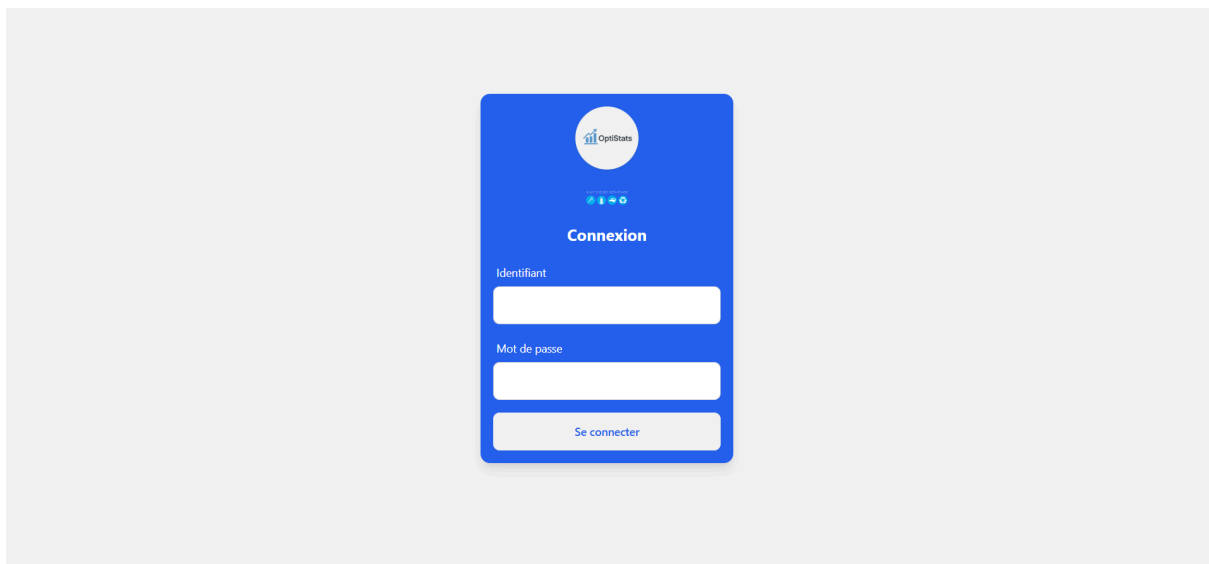 OptiStats
Connexion
Identifiant
Mot de passe
Se connecter